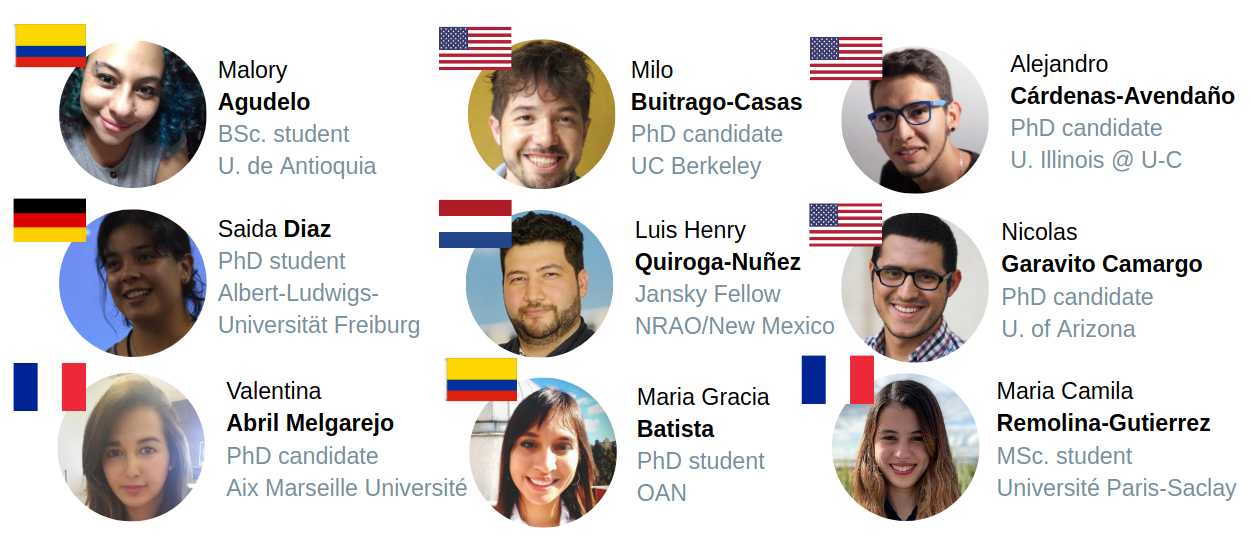 Malory
Agudelo
BSc. student
U. de Antioquia
Milo
Buitrago-Casas
PhD candidate
UC Berkeley
Alejandro
Cárdenas-Avendaño
PhD candidate
U. Illinois @ U-C
Saida Diaz
PhD student
Albert-Ludwigs-
Universität Freiburg
Luis Henry
Quiroga-Nuñez
Jansky Fellow
NRAO/New Mexico
Nicolas
Garavito Camargo
PhD candidate
U. of Arizona
Valentina
Abril Melgarejo
PhD candidate
Aix Marseille Université
Maria Gracia
Batista
PhD student
OAN
Maria Camila
Remolina-Gutierrez
MSc. student
Université Paris-Saclay